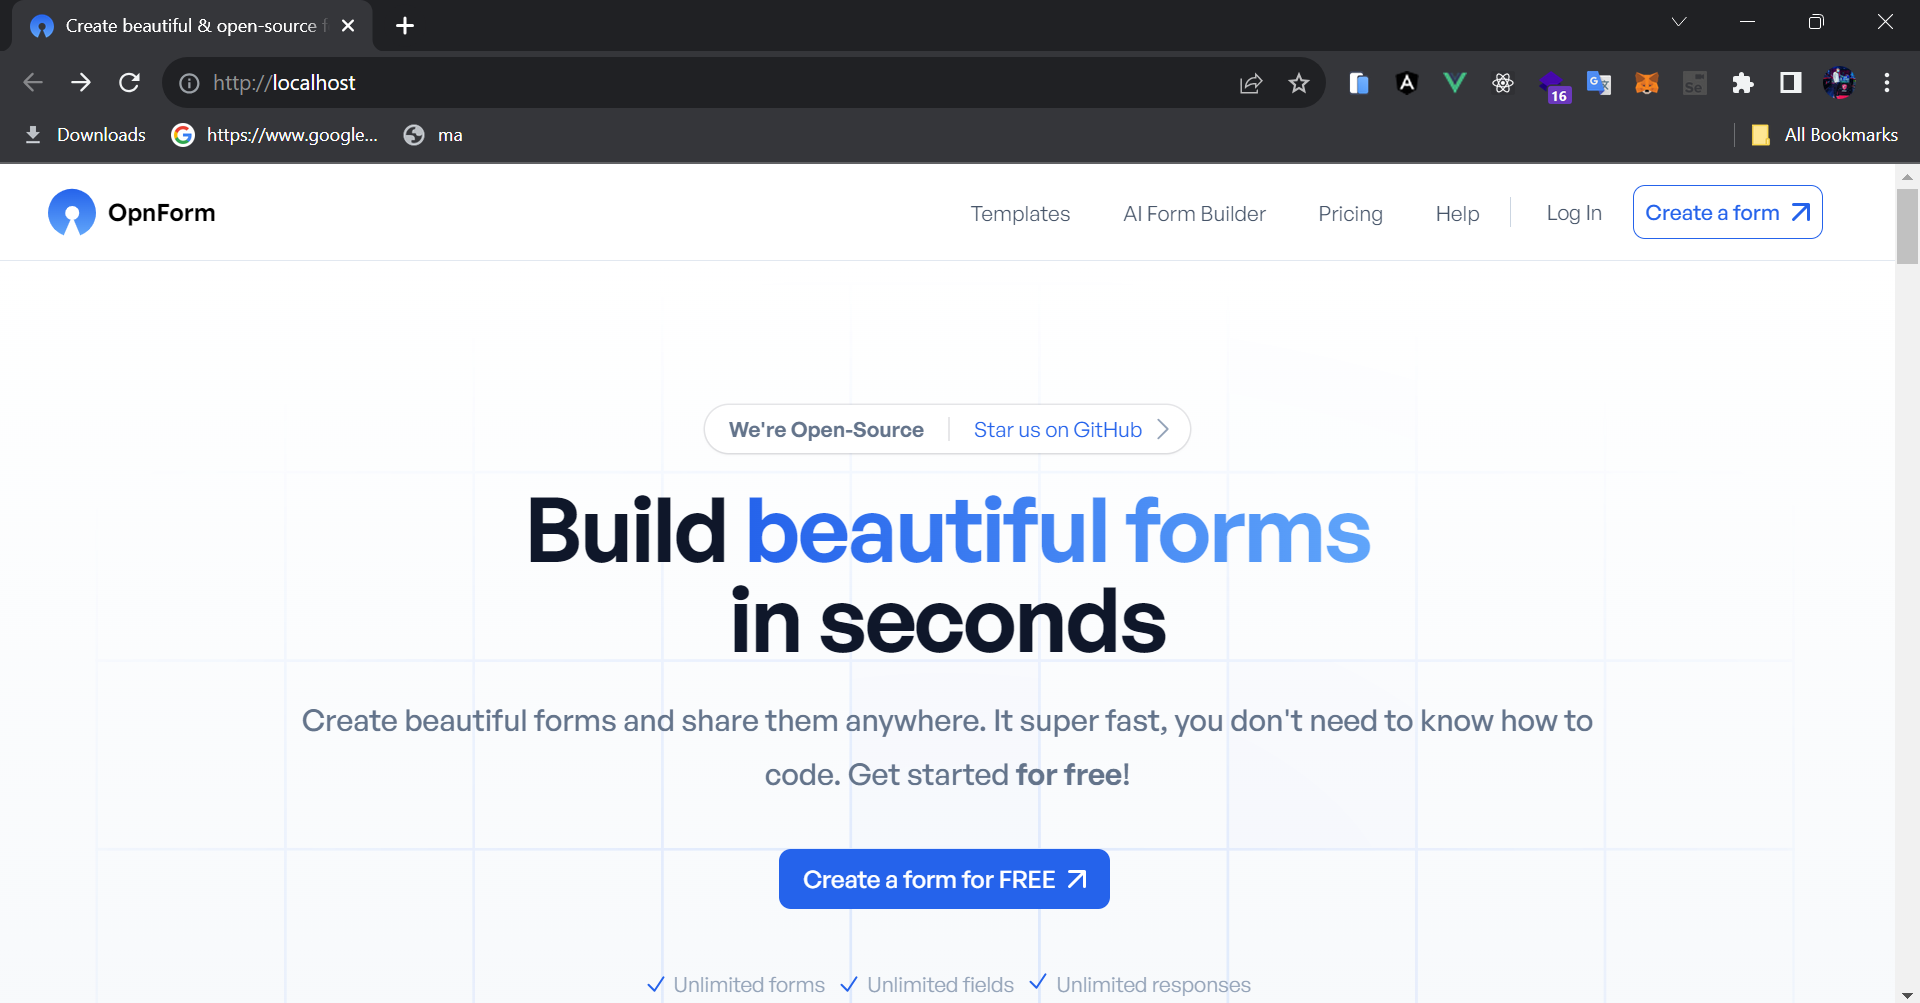 Create beautiful & open-source f
http://localhost
16
Downloads
https://www.google...
ma
All Bookmarks
OpnForm
Templates
AI Form Builder
Pricing
Help
Log In
Create a form
We're Open-Source
Star us on GitHub
Build beautiful forms
in seconds
Create beautiful forms and share them anywhere. It super fast, you don't need to know how to
code. Get started for free!
Create a form for FREE
Unlimited forms
Unlimited fields
Unlimited responses